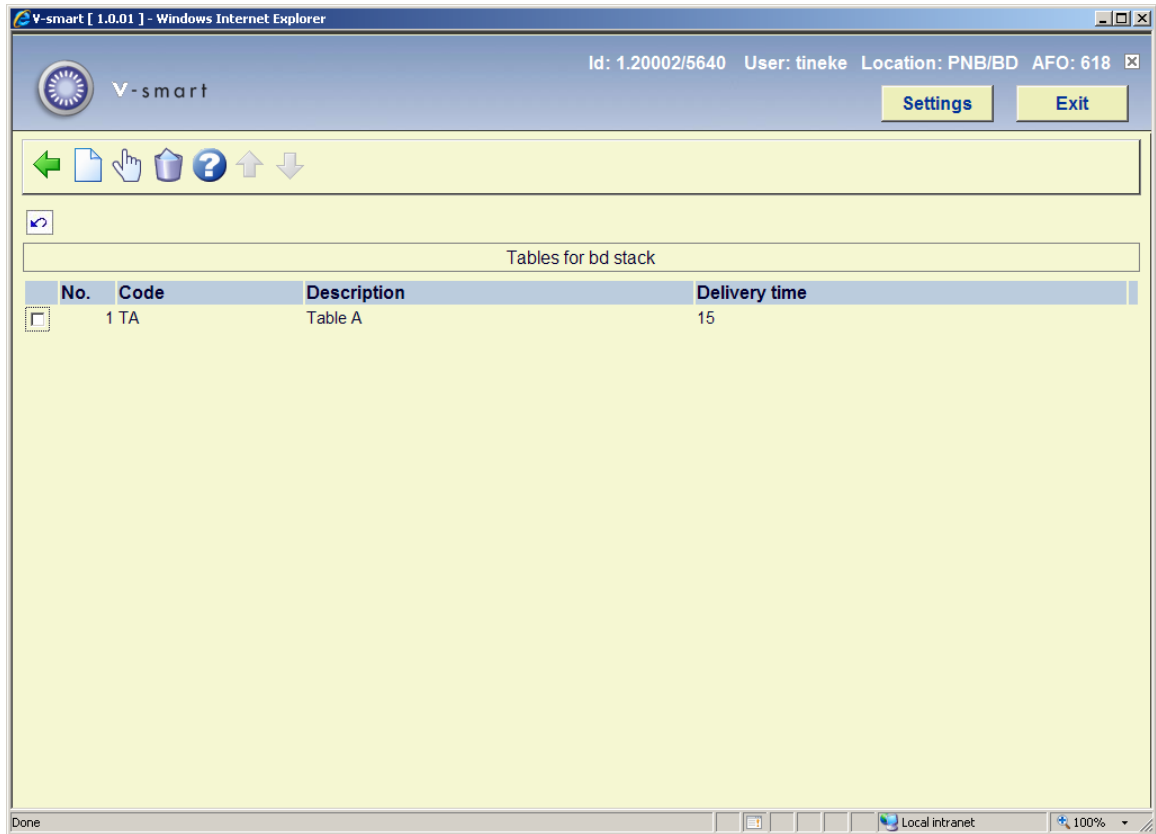 V-smart [ 1.0.01 ] - Windows Internet Explorer
Id: 1.20002/5640 User: tineke Location: PNB/BD AFO: 618
V-smart
Settings Exit
Tables for bd stack
No. Code Description Delivery time
1 TA Table A 15
Done Local intranet 100%